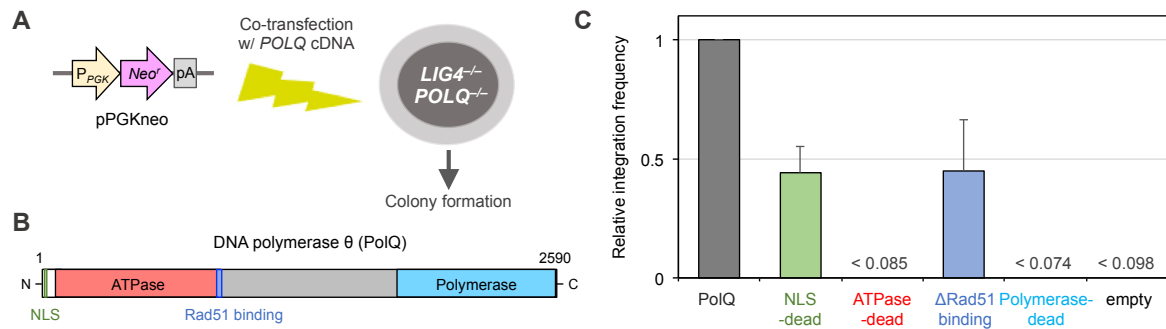 A
Co-transfection
w/ POLQ cDNA
P_PGK
Neo^r
pA
pPGKneo
LIG4^–/–
POLQ^–/–
Colony formation
B
DNA polymerase θ (PolQ)
1
2590
N
ATPase
Polymerase
C
NLS
Rad51 binding
C
Relative integration frequency
1
0.5
0
< 0.085
< 0.074
< 0.098
PolQ
NLS
-dead
ATPase
-dead
ΔRad51
binding
Polymerase-
dead
empty